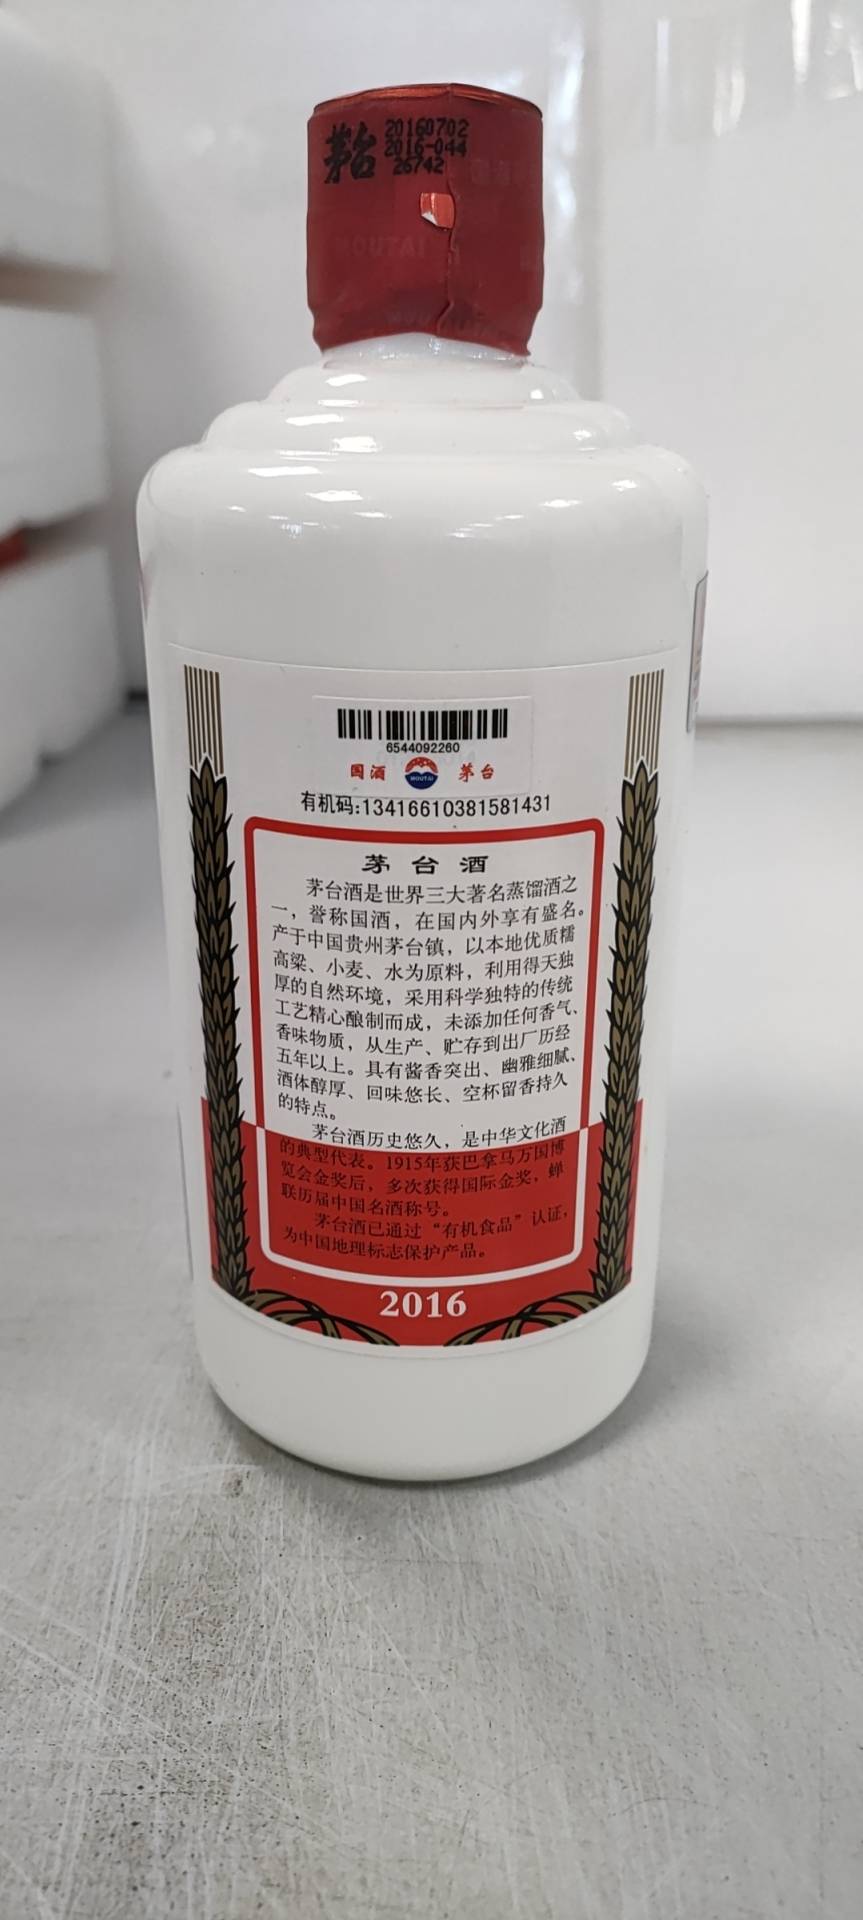 茅台
20160702
2016-044
26742
MOUTAI
6544092260
国酒 MOUTAI 茅台
有机码:13416610381581431
茅台酒
茅台酒是世界三大著名蒸馏酒之
一，誉称国酒，在国内外享有盛名。
产于中国贵州茅台镇，以本地优质糯
高粱、小麦、水为原料，利用得天独
厚的自然环境，采用科学独特的传统
工艺精心酿制而成，未添加任何香气、
香味物质，从生产、贮存到出厂历经
五年以上。具有酱香突出、幽雅细腻、
酒体醇厚、回味悠长、空杯留香持久
的特点。
茅台酒历史悠久，是中华文化酒
的典型代表。1915年获巴拿马万国博
览会金奖后，多次获得国际金奖，蝉
联历届中国名酒称号。
茅台酒已通过“有机食品”认证，
为中国地理标志保护产品。
2016